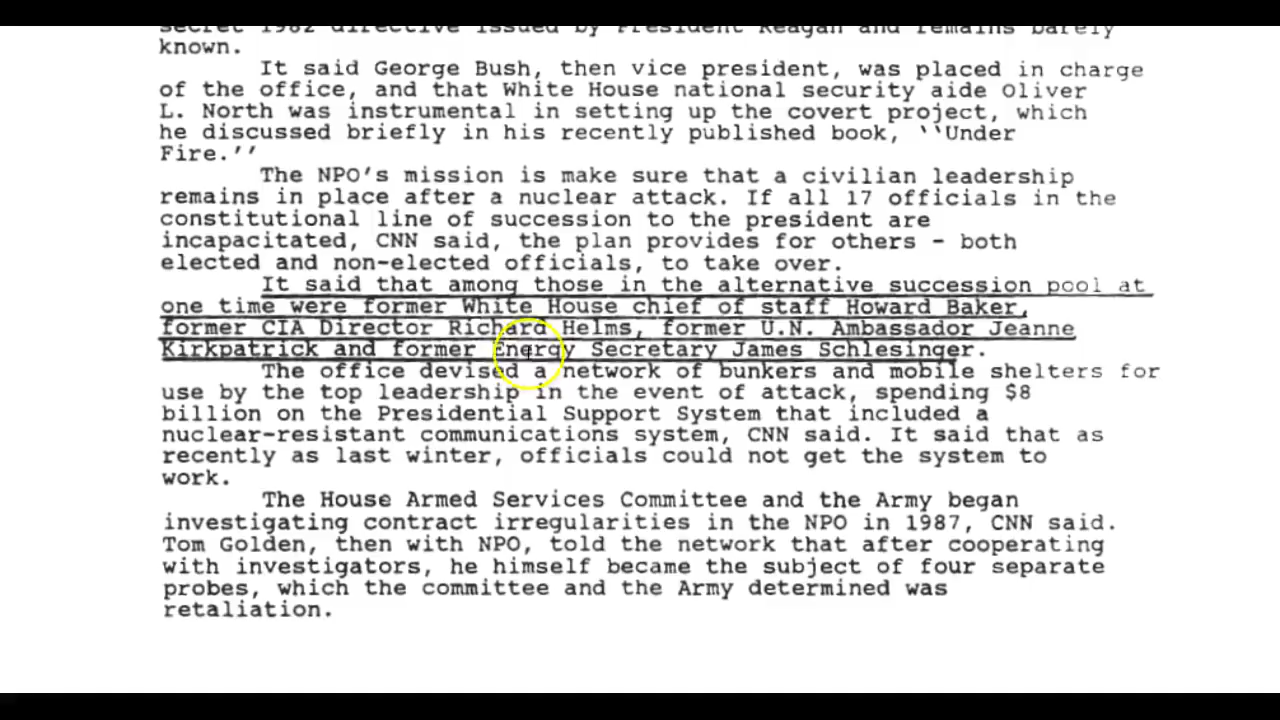 secret 1982 directive issued by President Reagan and remains barely
known.
It said George Bush, then vice president, was placed in charge
of the office, and that White House national security aide Oliver
L. North was instrumental in setting up the covert project, which
he discussed briefly in his recently published book, ``Under
Fire.''
The NPO's mission is make sure that a civilian leadership
remains in place after a nuclear attack. If all 17 officials in the
constitutional line of succession to the president are
incapacitated, CNN said, the plan provides for others - both
elected and non-elected officials, to take over.
It said that among those in the alternative succession pool at
one time were former White House chief of staff Howard Baker,
former CIA Director Richard Helms, former U.N. Ambassador Jeanne
Kirkpatrick and former Energy Secretary James Schlesinger.
The office devised a network of bunkers and mobile shelters for
use by the top leadership in the event of attack, spending $8
billion on the Presidential Support System that included a
nuclear-resistant communications system, CNN said. It said that as
recently as last winter, officials could not get the system to
work.
The House Armed Services Committee and the Army began
investigating contract irregularities in the NPO in 1987, CNN said.
Tom Golden, then with NPO, told the network that after cooperating
with investigators, he himself became the subject of four separate
probes, which the committee and the Army determined was
retaliation.